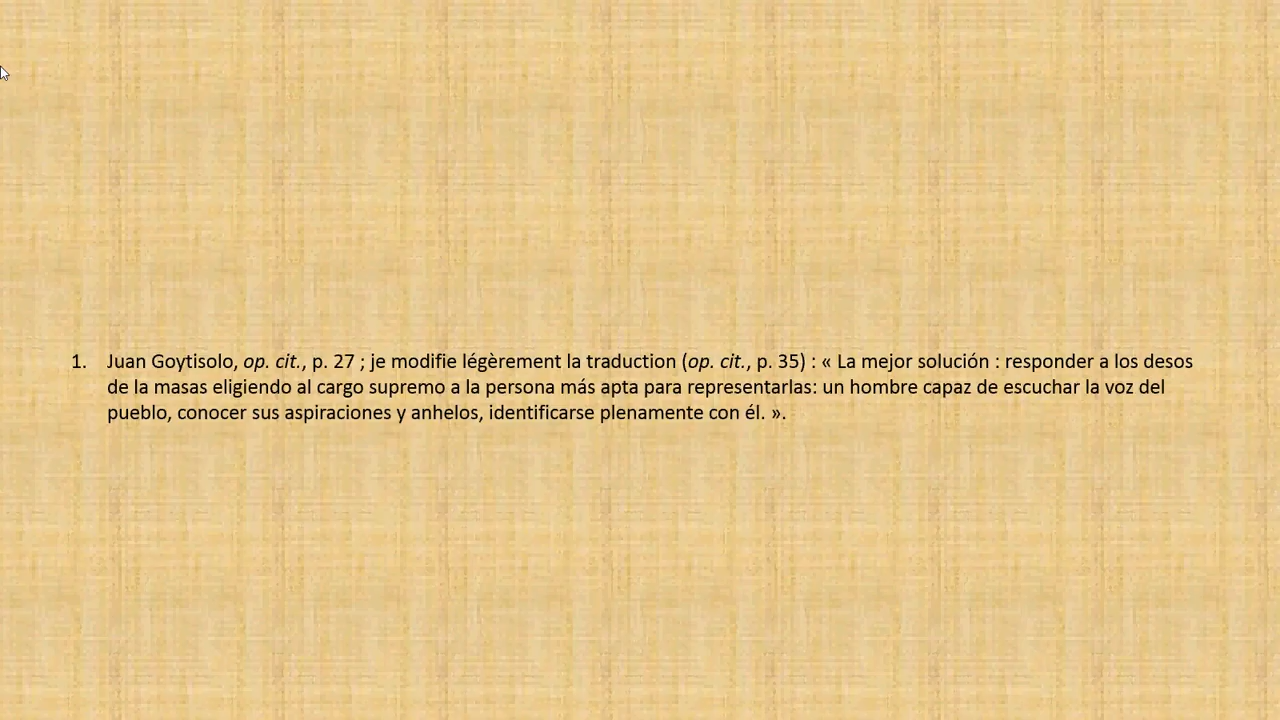 1. Juan Goytisolo, op. cit., p. 27 ; je modifie légèrement la traduction (op. cit., p. 35) : « La mejor solución : responder a los desos
de la masas eligiendo al cargo supremo a la persona más apta para representarlas: un hombre capaz de escuchar la voz del
pueblo, conocer sus aspiraciones y anhelos, identificarse plenamente con él. ».